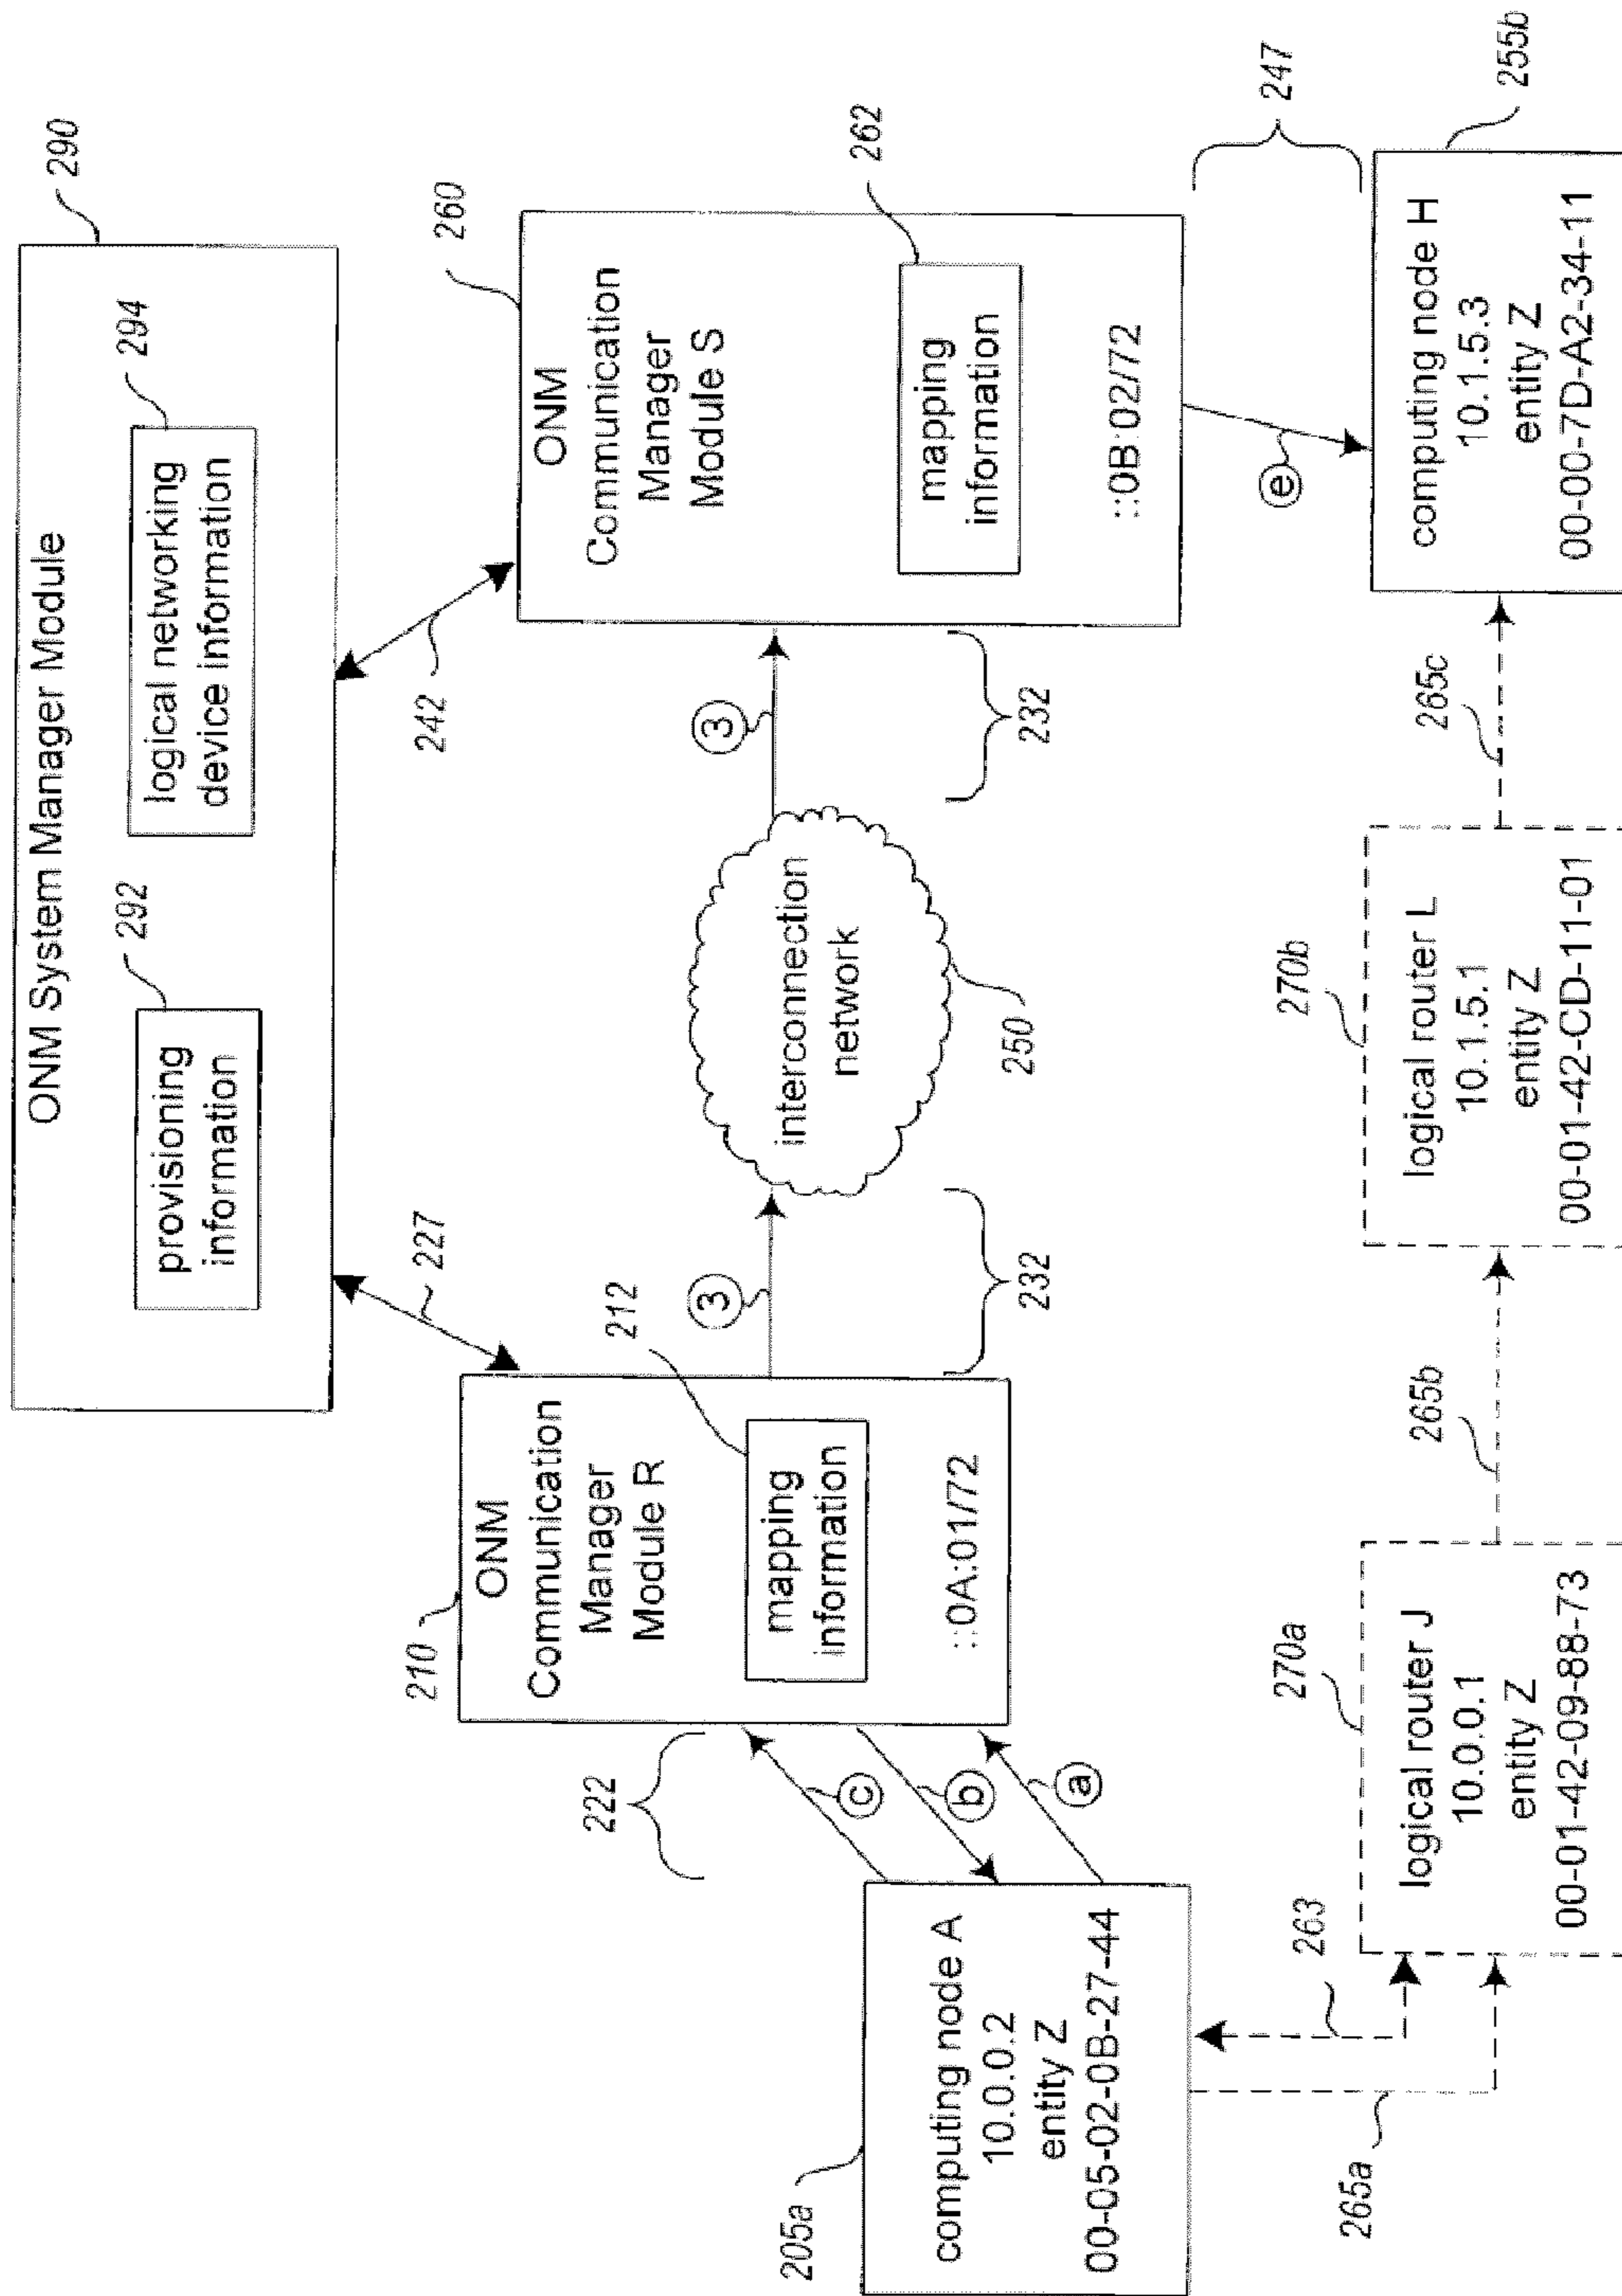 ONM System Manager Module
290
provisioning
information
292
logical networking
device information
294
227
242
210
ONM
Communication
Manager
Module R
212
mapping
information
::0A:01/72
260
ONM
Communication
Manager
Module S
262
mapping
information
::0B:02/72
3
3
232
232
interconnection
network
250
222
c
b
a
e
247
205a
computing node A
10.0.0.2
entity Z
00-05-02-0B-27-44
263
265a
270a
logical router J
10.0.0.1
entity Z
00-01-42-09-88-73
265b
270b
logical router L
10.1.5.1
entity Z
00-01-42-CD-11-01
265c
computing node H
10.1.5.3
entity Z
00-00-7D-A2-34-11
255b